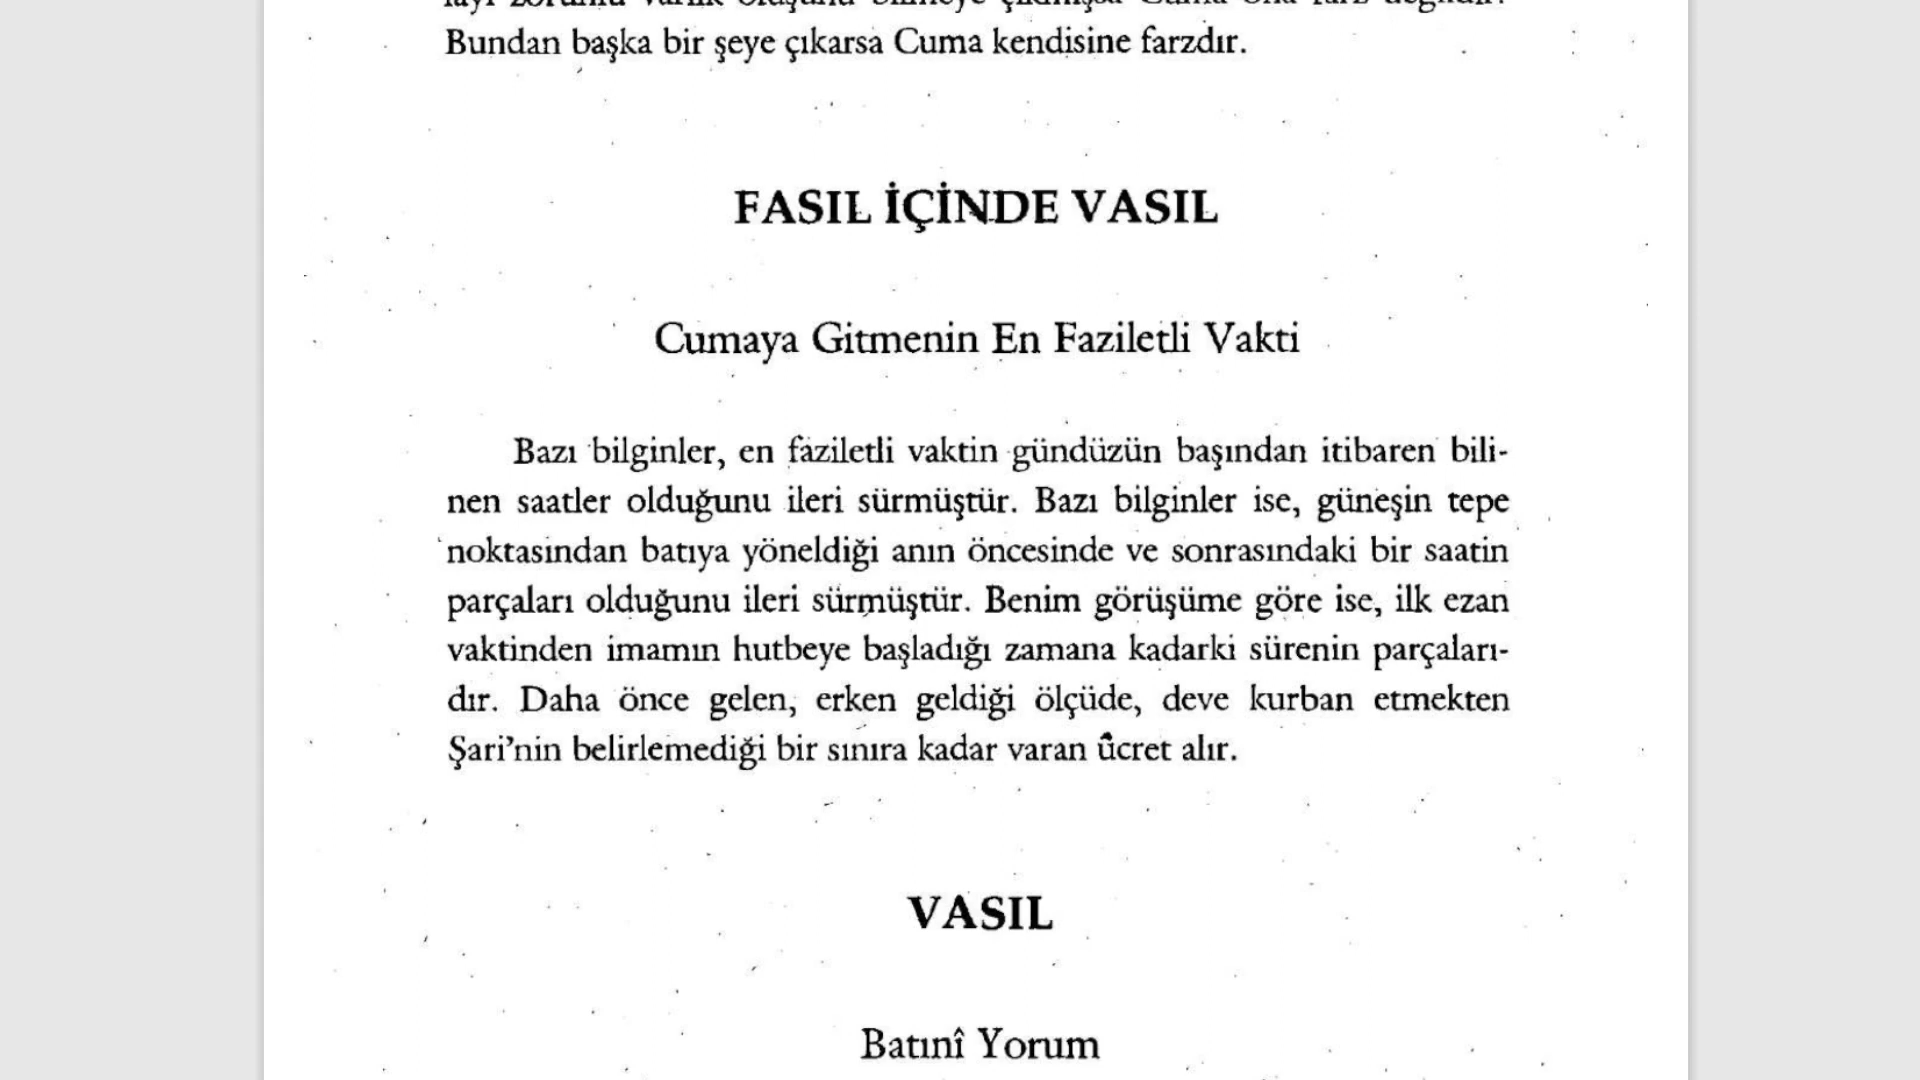 Bundan başka bir şeye çıkarsa Cuma kendisine farzdır.
FASIL İÇİNDE VASIL
Cumaya Gitmenin En Faziletli Vakti
Bazı bilginler, en faziletli vaktin gündüzün başından itibaren bili-
nen saatler olduğunu ileri sürmüştür. Bazı bilginler ise, güneşin tepe
noktasından batıya yöneldiği anın öncesinde ve sonrasındaki bir saatin
parçaları olduğunu ileri sürmüştür. Benim görüşüme göre ise, ilk ezan
vaktinden imamın hutbeye başladığı zamana kadarki sürenin parçaları-
dır. Daha önce gelen, erken geldiği ölçüde, deve kurban etmekten
Şari’nin belirlemediği bir sınıra kadar varan ücret alır.
VASIL
Batınî Yorum